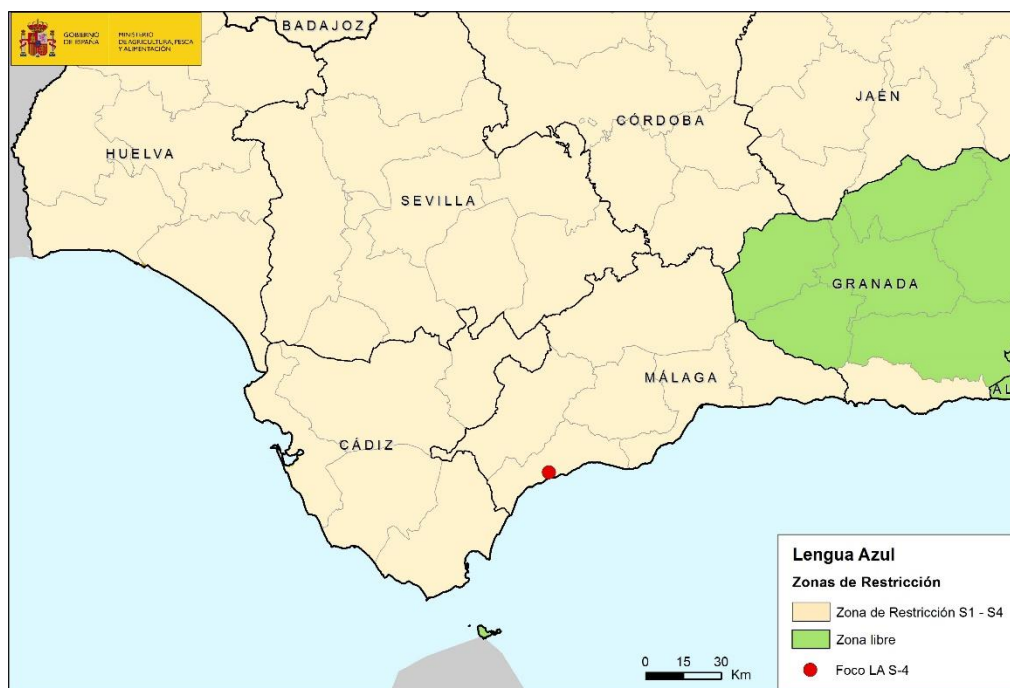 GOBIERNO
DE ESPAÑA
MINISTERIO
DE AGRICULTURA, PESCA
Y ALIMENTACIÓN
BADAJOZ
JAÉN
CÓRDOBA
HUELVA
SEVILLA
GRANADA
MÁLAGA
AL
CÁDIZ
Lengua Azul
Zonas de Restricción
Zona de Restricción S1 - S4
Zona libre
Foco LA S-4
0 15 30
Km